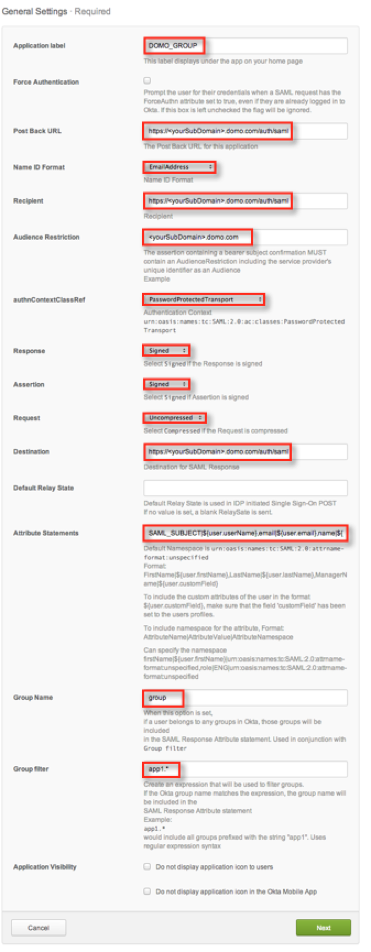 General Settings · Required
Application label
DOMO_GROUP
This label displays under the app on your home page
Force Authentication
Prompt the user for their credentials when a SAML request has the
ForceAuthn attribute set to true, even if they are already logged in to
Okta. If this box is left unchecked the flag will be ignored.
Post Back URL
https://<yourSubDomain>.domo.com/auth/saml
The Post Back URL for this application
Name ID Format
EmailAddress
Name ID Format
Recipient
https://<yourSubDomain>.domo.com/auth/saml
Recipient
Audience Restriction
<yourSubDomain>.domo.com
The assertion containing a bearer subject confirmation MUST
contain an AudienceRestriction including the service provider's
unique identifier as an Audience
Example
authnContextClassRef
PasswordProtectedTransport
Authentication Context
urn:oasis:names:tc:SAML:2.0:ac:classes:PasswordProtected
Transport
Response
Signed
Select Signed if the Response is signed
Assertion
Signed
Select Signed if Assertion is signed
Request
Uncompressed
Select Compressed if the Request is compressed
Destination
https://<yourSubDomain>.domo.com/auth/saml
Destination for SAML Response
Default Relay State
Default Relay State is used in IDP initiated Single Sign-On POST
If no value is set, a blank RelayState is sent.
Attribute Statements
SAML_SUBJECT|${user.userName},email|${user.email},name|${
Default Namespace is urn:oasis:names:tc:SAML:2.0:attrname-
format:unspecified
Format:
FirstName|${user.firstName},LastName|${user.lastName},ManagerN
ame|${user.customField}
To include the custom attributes of the user in the format
${user.customField}, make sure that the field 'customField' has been
set to the users profiles.
To include namespace for the attribute, Format:
AttributeName|AttributeValue|AttributeNamespace
Can specify the namespace
firstName|${user.firstName}|urn:oasis:names:tc:SAML:2.0:attrname-
format:unspecified,role|ENG|urn:oasis:names:tc:SAML:2.0:attrname-
format:unspecified
Group Name
group
When this option is set,
if a user belongs to any groups in Okta, those groups will be
included
in the SAML Response Attribute statement. Used in conjunction with
Group filter
Group filter
app1.*
Create an expression that will be used to filter groups.
If the Okta group name matches the expression, the group name will
be included in the
SAML Response Attribute statement
Example:
app1.*
would include all groups prefixed with the string "app1". Uses
regular expression syntax
Application Visibility
Do not display application icon to users
Do not display application icon in the Okta Mobile App
Cancel
Next